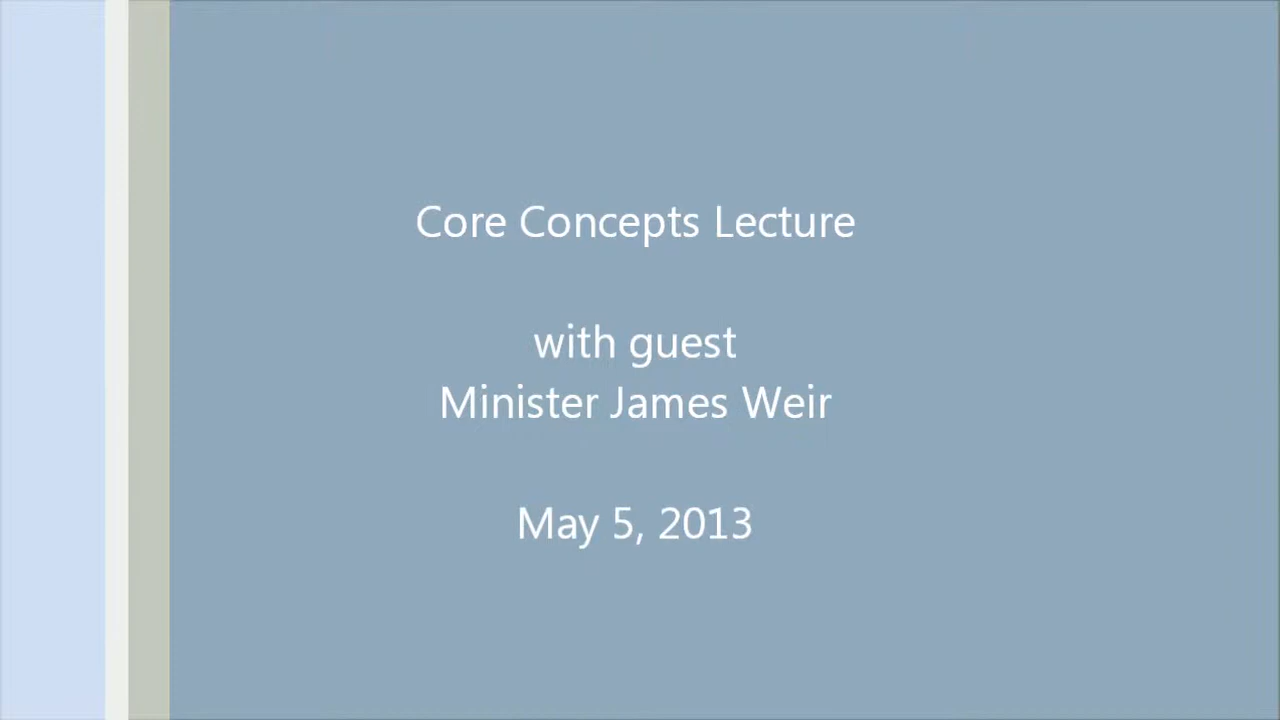 Core Concepts Lecture
with guest
Minister James Weir
May 5, 2013